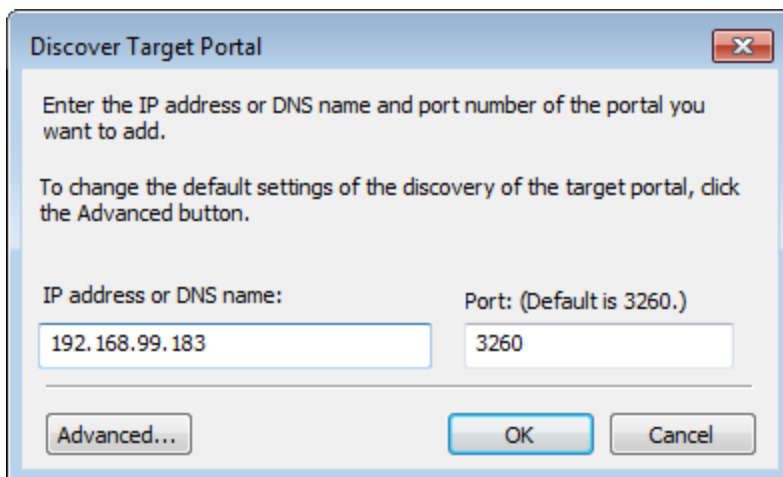 Discover Target Portal
Enter the IP address or DNS name and port number of the portal you
want to add.
To change the default settings of the discovery of the target portal, click
the Advanced button.
IP address or DNS name:
Port: (Default is 3260.)
192.168.99.183
3260
Advanced...
OK
Cancel